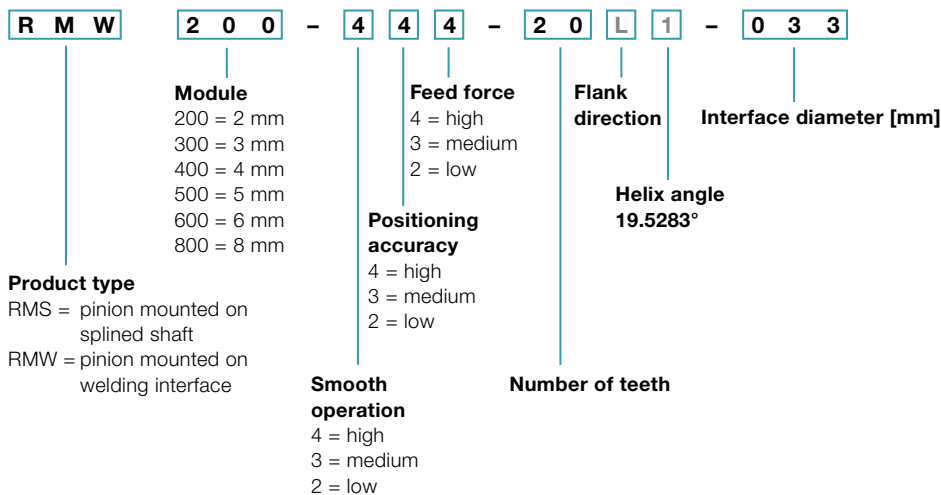 R M W 2 0 0 – 4 4 4 – 2 0 L 1 – 0 3 3
Module
200 = 2 mm
300 = 3 mm
400 = 4 mm
500 = 5 mm
600 = 6 mm
800 = 8 mm
Feed force
4 = high
3 = medium
2 = low
Flank
direction
Interface diameter [mm]
Helix angle
19.5283°
Positioning
accuracy
4 = high
3 = medium
2 = low
Product type
RMS = pinion mounted on
splined shaft
RMW = pinion mounted on
welding interface
Smooth
operation
4 = high
3 = medium
2 = low
Number of teeth